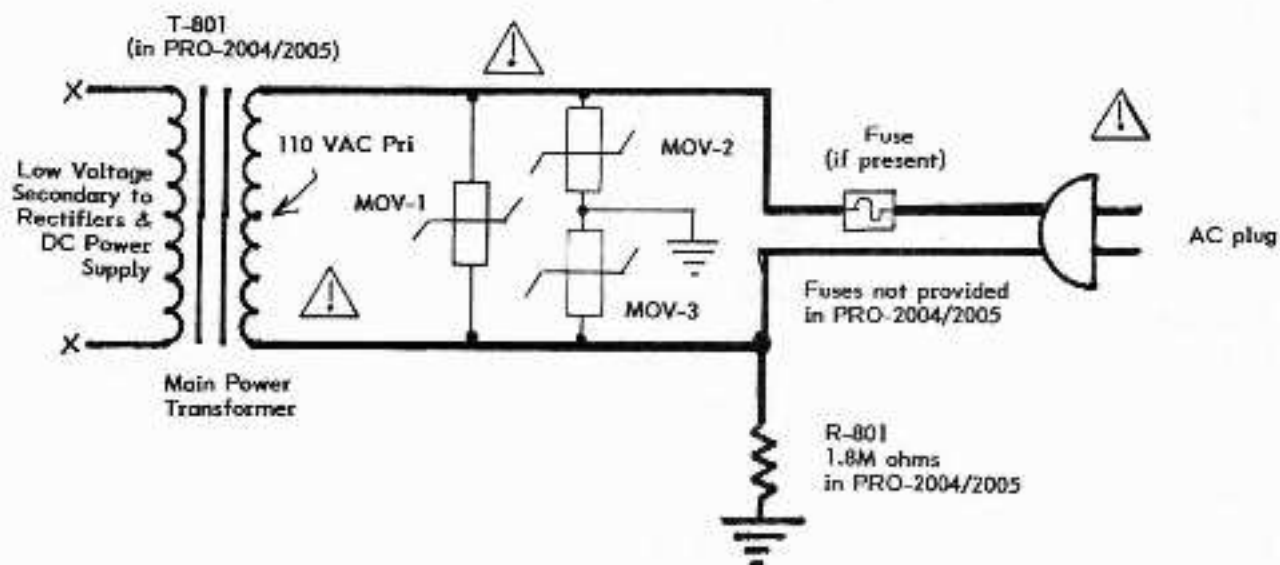 T-801
(in PRO-2004/2005)
X
110 VAC Pri
MOV-2
Fuse
(if present)
Low Voltage
Secondary to
Rectifiers &
DC Power
Supply
MOV-1
AC plug
MOV-3
Fuses not provided
in PRO-2004/2005
X
Main Power
Transformer
R-801
1.8M ohms
in PRO-2004/2005
!
!
!